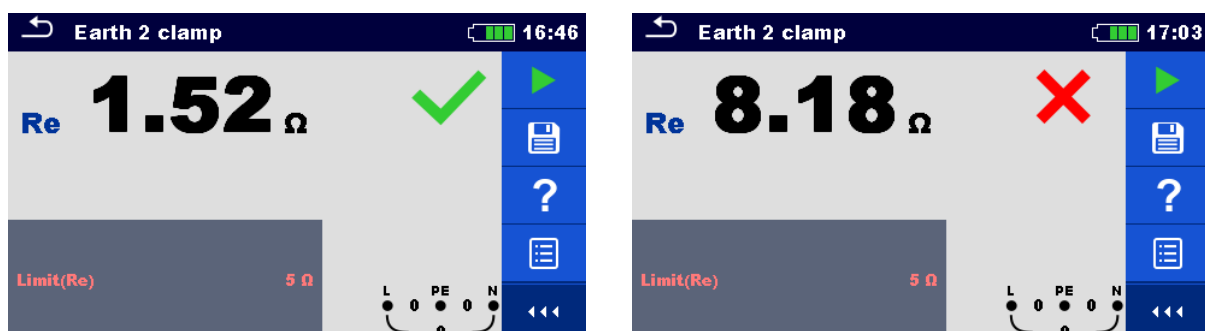 Earth 2 clamp 16:46
Re 1.52 Ω
?
Limit(Re) 5 Ω
L PE N
0 0
0
Earth 2 clamp 17:03
Re 8.18 Ω
?
Limit(Re) 5 Ω
L PE N
0 0
0